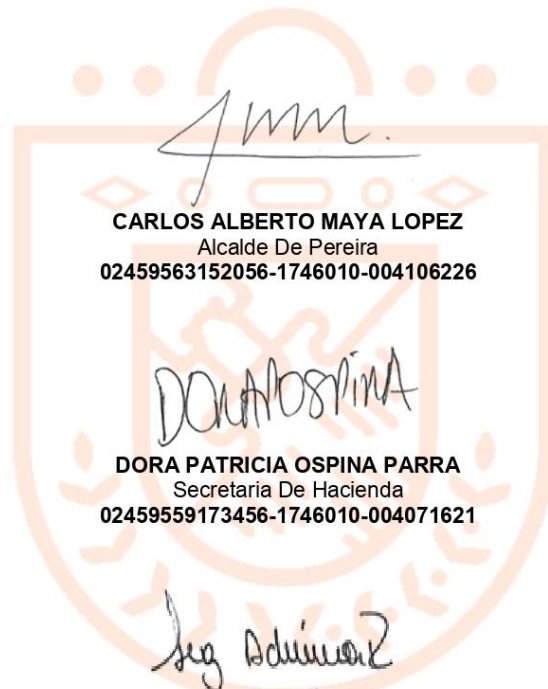 CARLOS ALBERTO MAYA LOPEZ
Alcalde De Pereira
02459563152056-1746010-004106226
DORAPOSPINA
DORA PATRICIA OSPINA PARRA
Secretaria De Hacienda
02459559173456-1746010-004071621